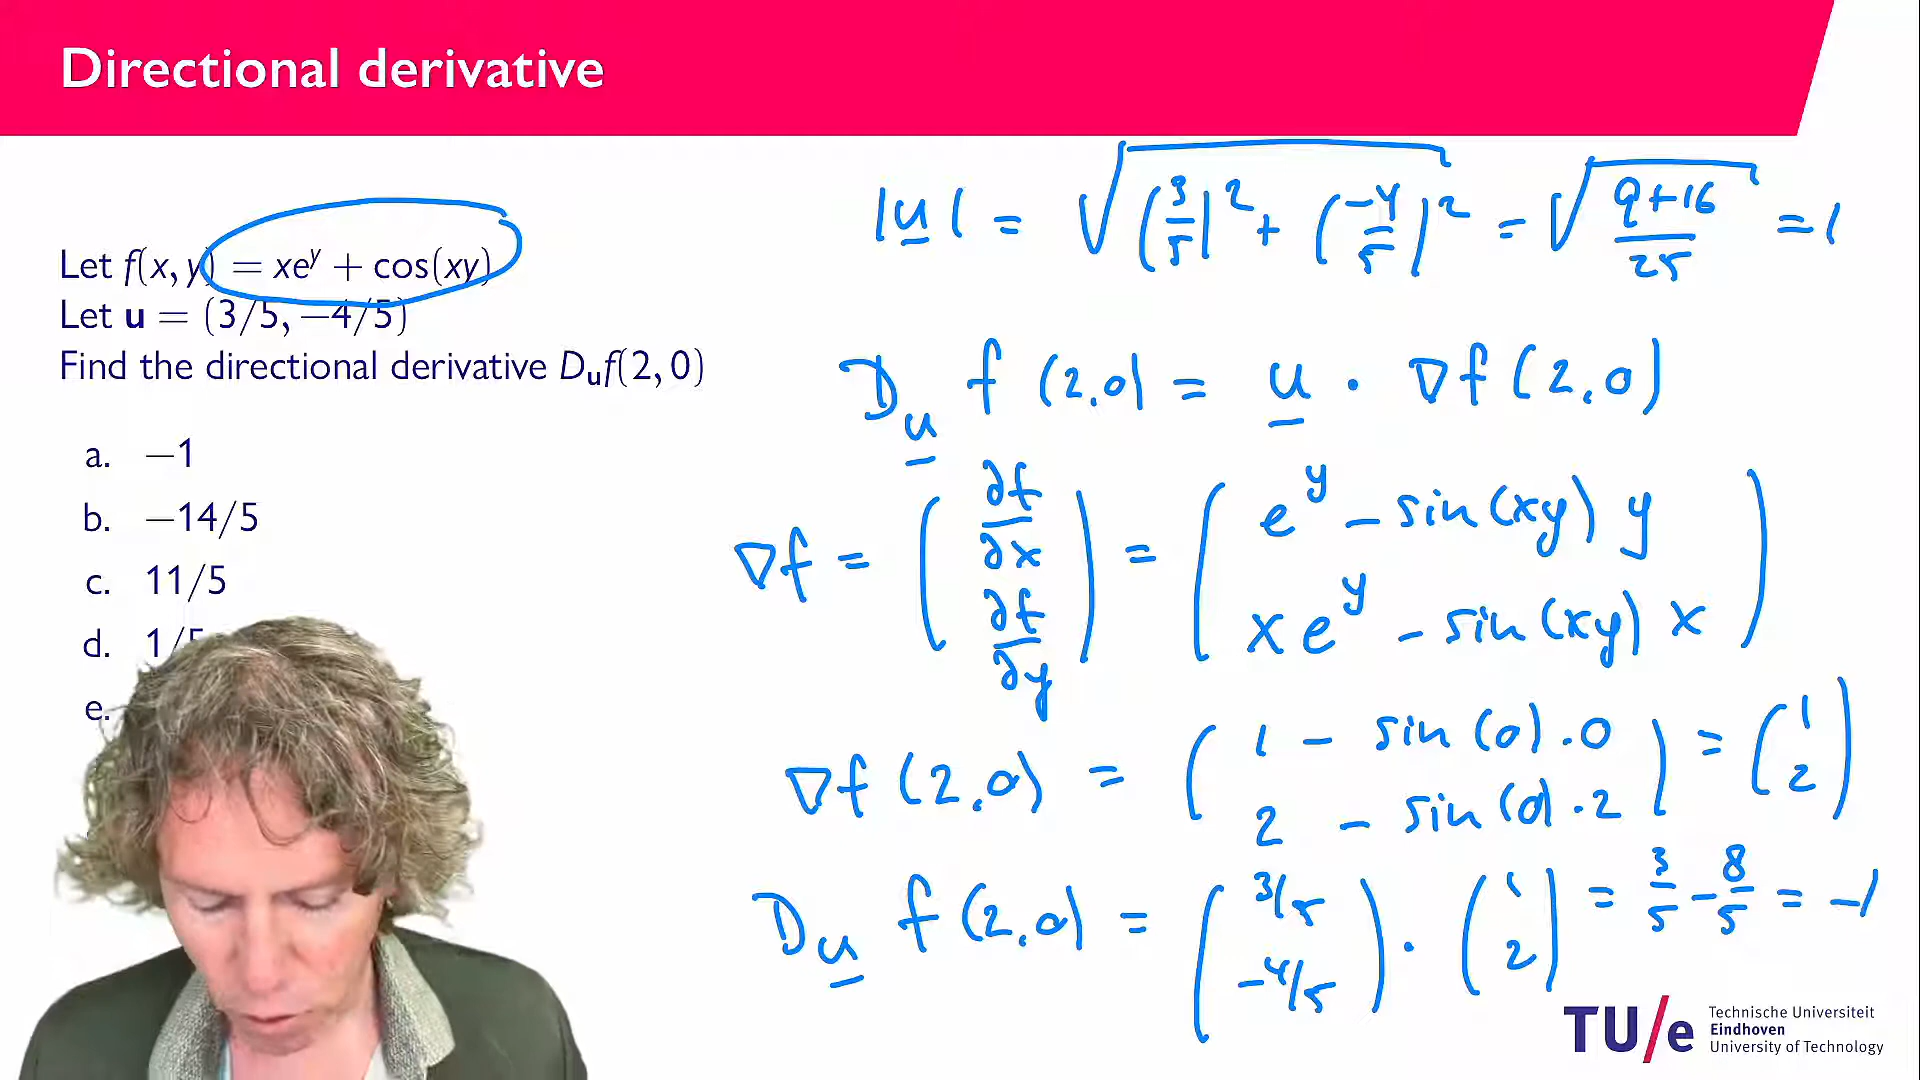 Directional derivative
Let f(x, y) = xeʸ + cos(xy)
Let u = (3/5, −4/5)
Find the directional derivative Dᵤf(2, 0)
a. −1
b. −14/5
c. 11/5
d. 1/5
e.
|u| = √((3/5)² + (−4/5)²) = √((9+16)/25) = 1
D_u f(2,0) = u · ∇f(2,0)
∇f = (∂f/∂x ∂f/∂y) = (e^y − sin(xy) y xe^y − sin(xy) x)
∇f(2,0) = (1 − sin(0)·0 2 − sin(0)·2) = (1 2)
D_u f(2,0) = (3/5 −4/5) · (1 2) = 3/5 − 8/5 = −1
TU/e Technische Universiteit
Eindhoven
University of Technology